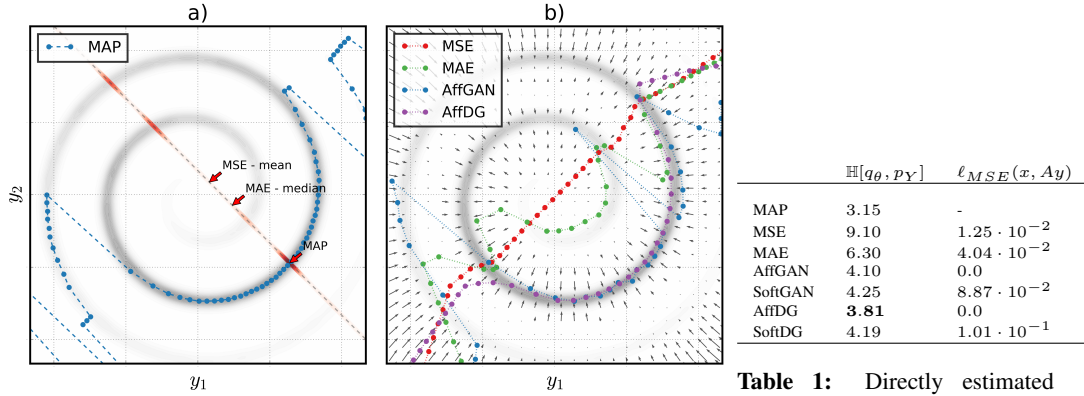 a)
MAP
MSE - mean
MAE - median
MAP
y₂
y₁
b)
MSE
MAE
AffGAN
AffDG
y₁
ℍ[q_θ, p_Y] ℓ_MSE(x, Ay)
MAP 3.15 -
MSE 9.10 1.25 · 10⁻²
MAE 6.30 4.04 · 10⁻²
AffGAN 4.10 0.0
SoftGAN 4.25 8.87 · 10⁻²
AffDG 3.81 0.0
SoftDG 4.19 1.01 · 10⁻¹
Table 1: Directly estimated